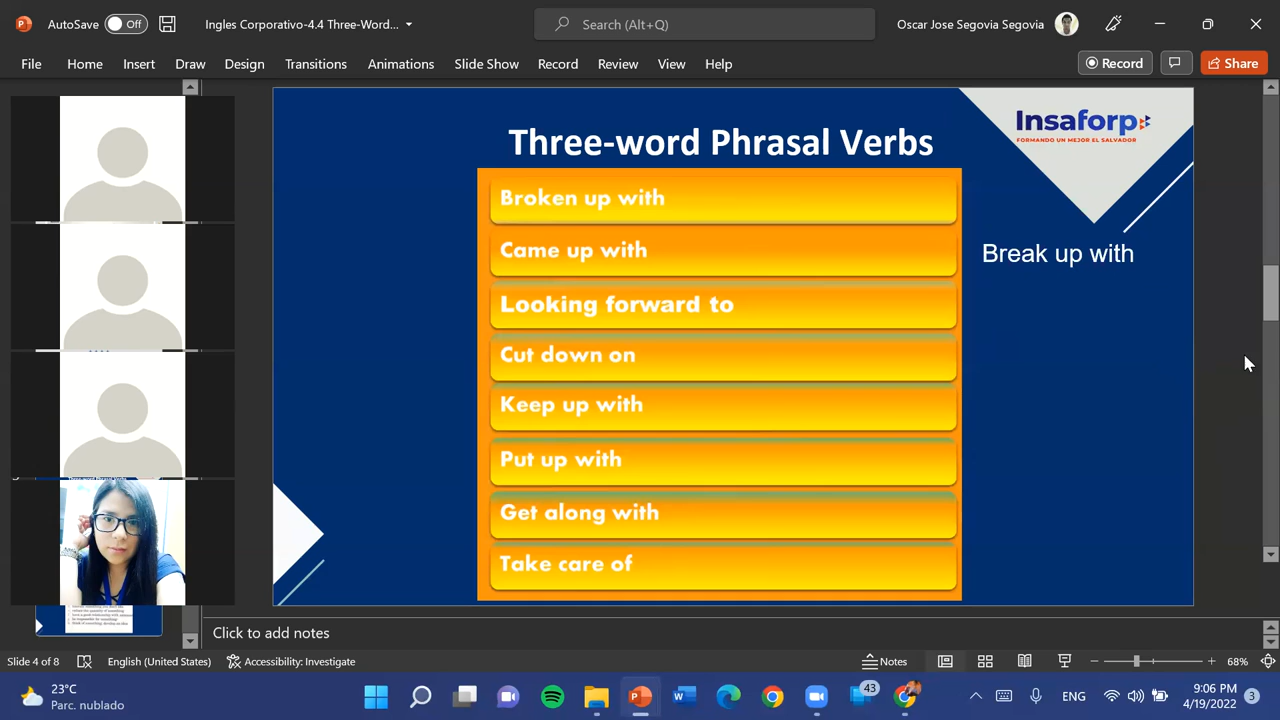 AutoSave Off Ingles Corporativo-4.4 Three-Word... Search (Alt+Q) Oscar Jose Segovia Segovia
File Home Insert Draw Design Transitions Animations Slide Show Record Review View Help Record Share
Three-word Phrasal Verbs
Insaforp
FORMANDO UN MEJOR EL SALVADOR
Broken up with
Came up with
Break up with
Looking forward to
Cut down on
Keep up with
Put up with
Get along with
Take care of
Click to add notes
Slide 4 of 8 English (United States) Accessibility: Investigate Notes 68%
23°C
Parc. nublado
43
ENG
9:06 PM
4/19/2022
3